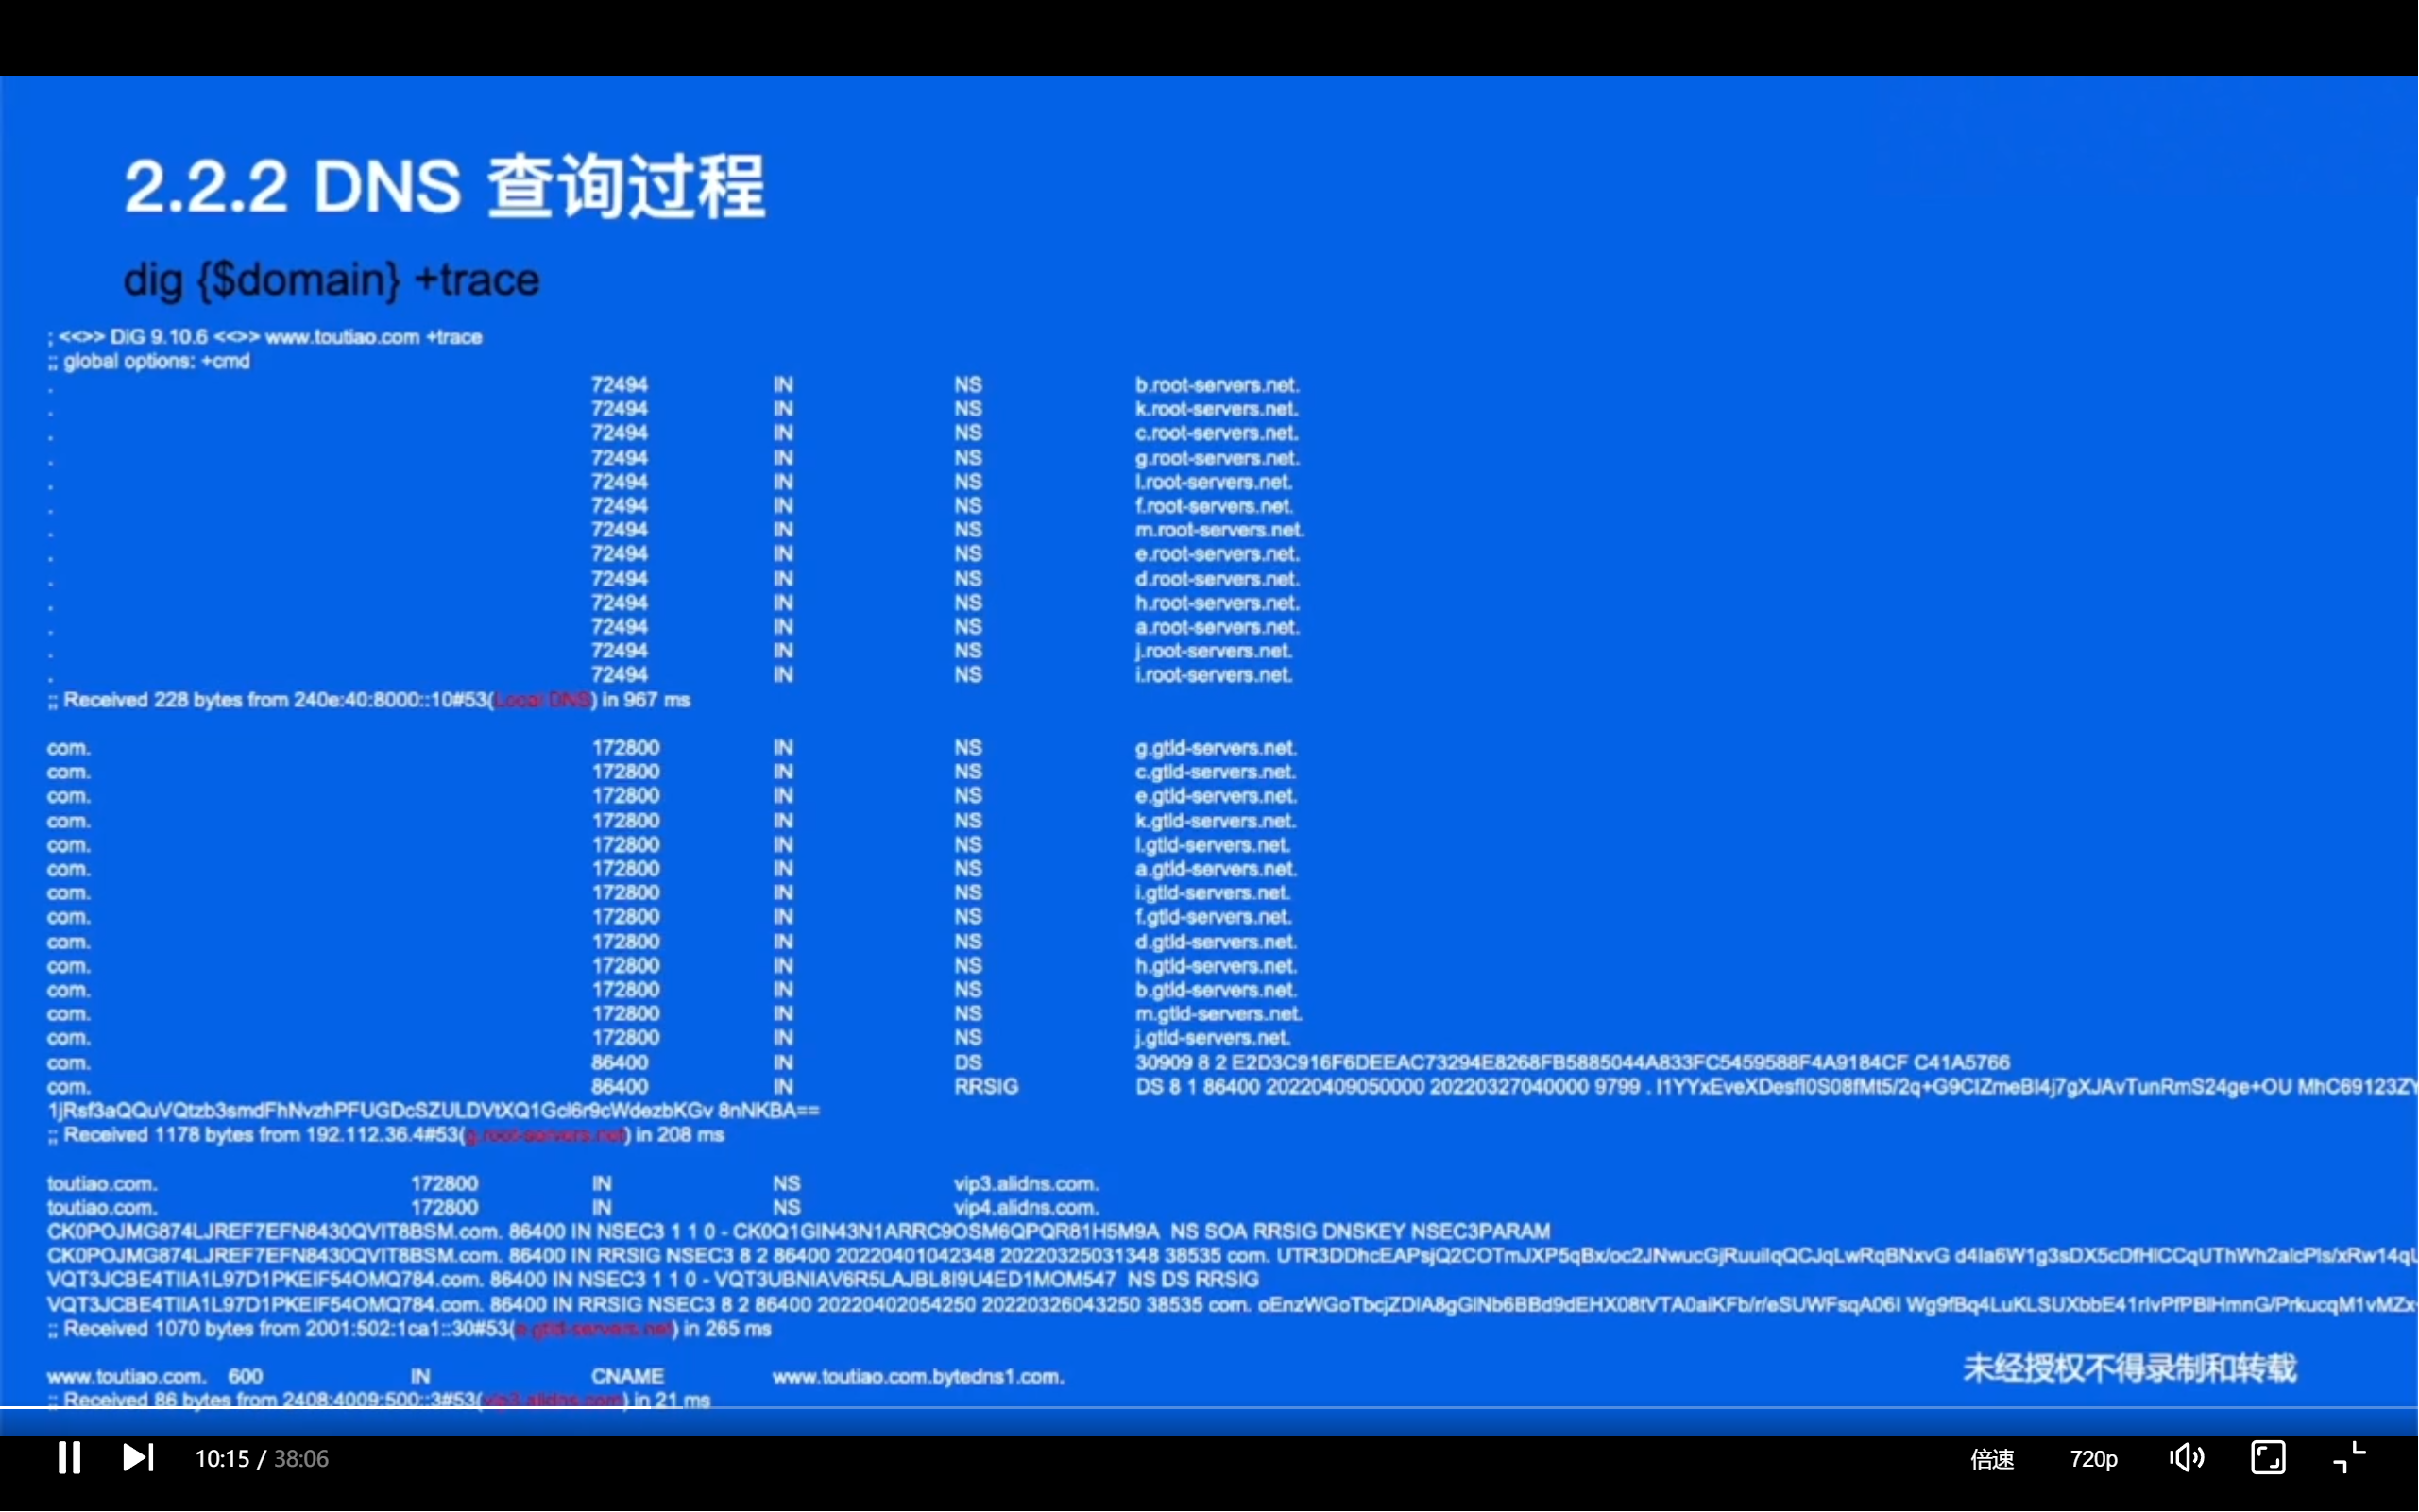 2.2.2 DNS 查询过程
dig {$domain} +trace
; <<>> DiG 9.10.6 <<>> www.toutiao.com +trace
;; global options: +cmd
. 72494 IN NS b.root-servers.net.
. 72494 IN NS k.root-servers.net.
. 72494 IN NS c.root-servers.net.
. 72494 IN NS g.root-servers.net.
. 72494 IN NS l.root-servers.net.
. 72494 IN NS f.root-servers.net.
. 72494 IN NS m.root-servers.net.
. 72494 IN NS e.root-servers.net.
. 72494 IN NS d.root-servers.net.
. 72494 IN NS h.root-servers.net.
. 72494 IN NS a.root-servers.net.
. 72494 IN NS j.root-servers.net.
. 72494 IN NS i.root-servers.net.
;; Received 228 bytes from 240e:40:8000::10#53(Local DNS) in 967 ms
com. 172800 IN NS g.gtld-servers.net.
com. 172800 IN NS c.gtld-servers.net.
com. 172800 IN NS e.gtld-servers.net.
com. 172800 IN NS k.gtld-servers.net.
com. 172800 IN NS l.gtld-servers.net.
com. 172800 IN NS a.gtld-servers.net.
com. 172800 IN NS i.gtld-servers.net.
com. 172800 IN NS f.gtld-servers.net.
com. 172800 IN NS d.gtld-servers.net.
com. 172800 IN NS h.gtld-servers.net.
com. 172800 IN NS b.gtld-servers.net.
com. 172800 IN NS m.gtld-servers.net.
com. 172800 IN NS j.gtld-servers.net.
com. 86400 IN DS 30909 8 2 E2D3C916F6DEEAC73294E8268FB5885044A833FC5459588F4A9184CF C41A5766
com. 86400 IN RRSIG DS 8 1 86400 20220409050000 20220327040000 9799 .
;; Received 1178 bytes from 192.112.36.4#53(g.root-servers.net) in 208 ms
toutiao.com. 172800 IN NS vip3.alidns.com.
toutiao.com. 172800 IN NS vip4.alidns.com.
CK0POJMG874LJREF7EFN8430QVIT8BSM.com. 86400 IN NSEC3 1 1 0 - CK0Q1GIN43N1ARRC9OSM6QPQR81H5M9A NS SOA RRSIG DNSKEY NSEC3PARAM
CK0POJMG874LJREF7EFN8430QVIT8BSM.com. 86400 IN RRSIG NSEC3 8 2 86400 20220401042348 20220325031348 38535 com.
VQT3JCBE4TIIA1L97D1PKEIF54OMQ784.com. 86400 IN NSEC3 1 1 0 - VQT3UBNIAV6R5LAJBL8I9U4ED1MOM547 NS DS RRSIG
VQT3JCBE4TIIA1L97D1PKEIF54OMQ784.com. 86400 IN RRSIG NSEC3 8 2 86400 20220402054250 20220326043250 38535 com.
;; Received 1070 bytes from 2001:502:1ca1::30#53(e.gtld-servers.net) in 265 ms
www.toutiao.com. 600 IN CNAME www.toutiao.com.bytedns1.com.
;; Received 86 bytes from 2408:4009:500::3#53(vip3.alidns.com) in 21 ms
未经授权不得录制和转载
10:15 / 38:06
倍速
720p